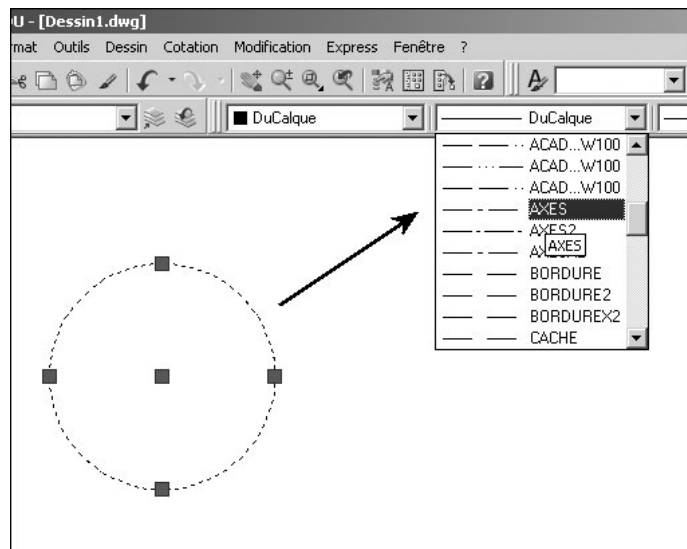 DU - [Dessin1.dwg]
rmat Outils Dessin Cotation Modification Express Fenêtre ?
DuCalque DuCalque
ACAD...W100
ACAD...W100
ACAD...W100
AXES
AXES2
AXES
BORDURE
BORDURE2
BORDUREX2
CACHE